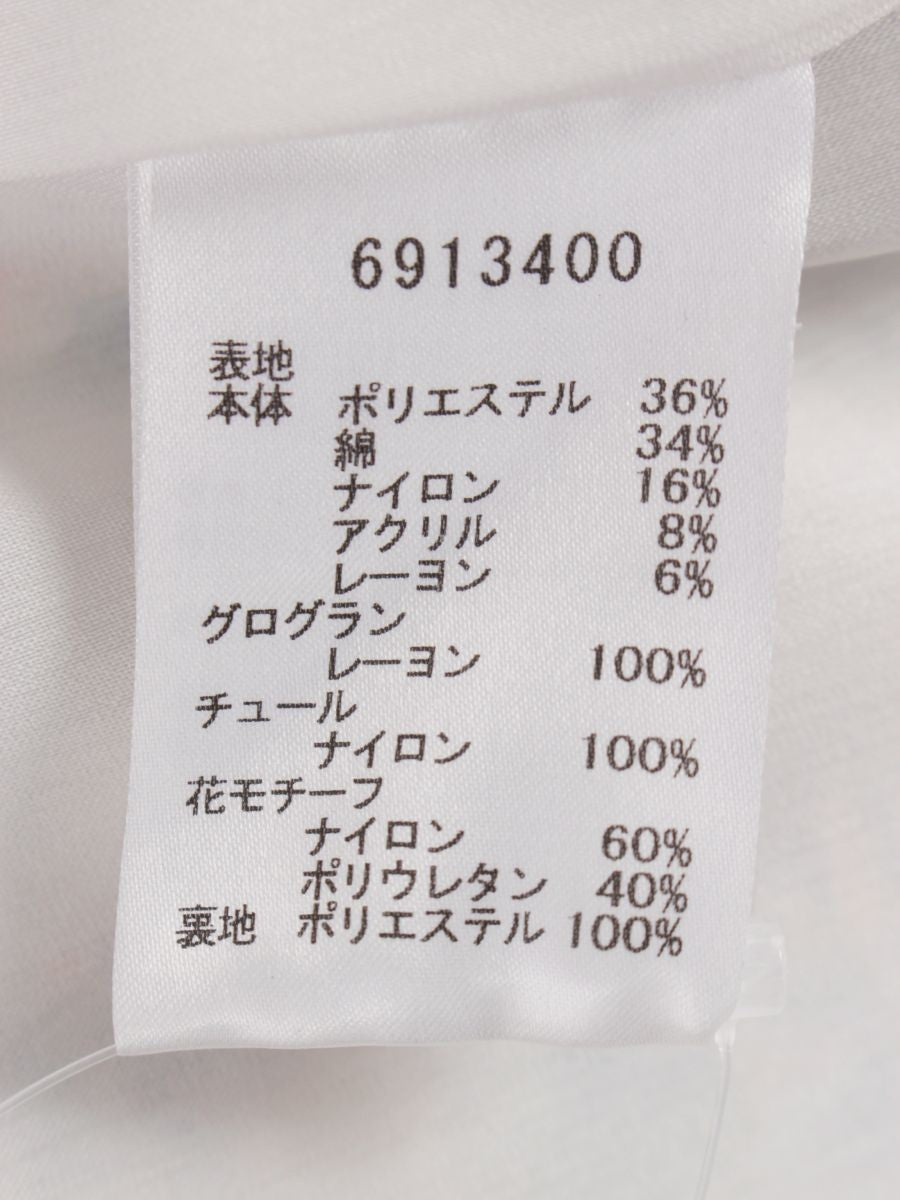 6913400
表地
本体 ポリエステル 36%
綿 34%
ナイロン 16%
アクリル 8%
レーヨン 6%
グログラン
レーヨン 100%
チュール
ナイロン 100%
花モチーフ
ナイロン 60%
ポリウレタン 40%
裏地 ポリエステル 100%